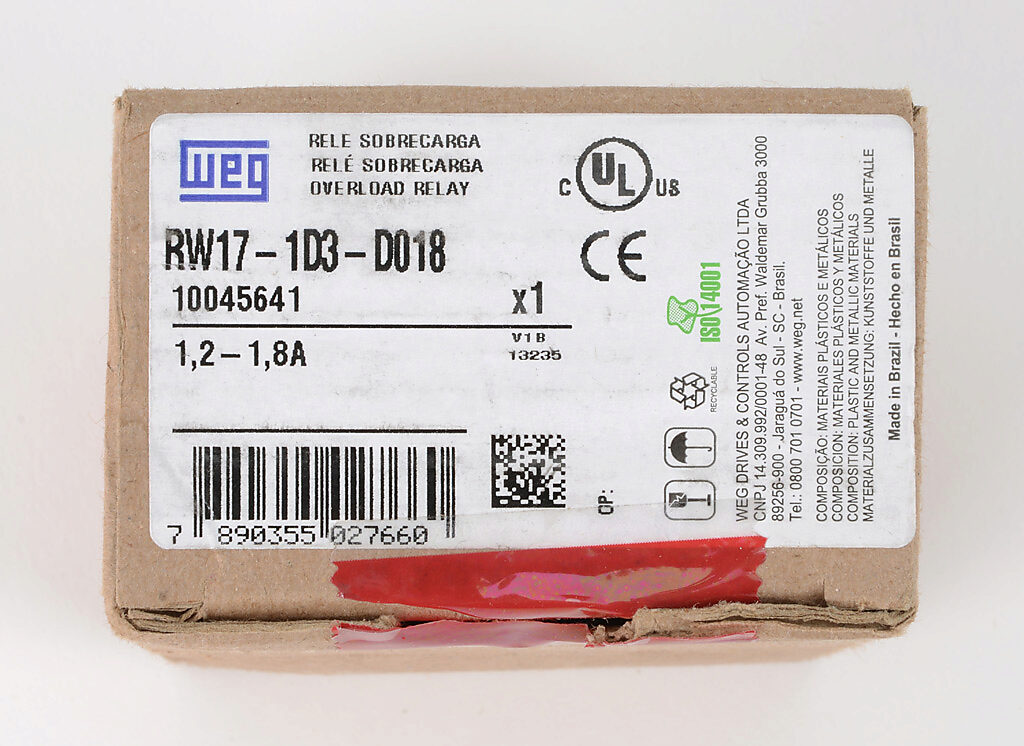 weg
RELE SOBRECARGA
RELÉ SOBRECARGA
OVERLOAD RELAY
C UL US
RW17-1D3-D018
CE
10045641
x1
V1B
13235
1,2-1,8A
7 890355 027660
OP:
ISO 14001
RECYCLABLE
WEG DRIVES & CONTROLS AUTOMAÇÃO LTDA
CNPJ 14.309.992/0001-48 Av. Pref. Waldemar Grubba 3000
89256-900 - Jaraguá do Sul - SC - Brasil.
Tel.: 0800 701 0701 - www.weg.net
COMPOSIÇÃO: MATERIAIS PLÁSTICOS E METÁLICOS
COMPOSICION: MATERIALES PLÁSTICOS Y METÁLICOS
COMPOSITION: PLASTIC AND METALLIC MATERIALS
MATERIALZUSAMMENSETZUNG: KUNSTSTOFFE UND METALLE
Made in Brazil - Hecho en Brasil